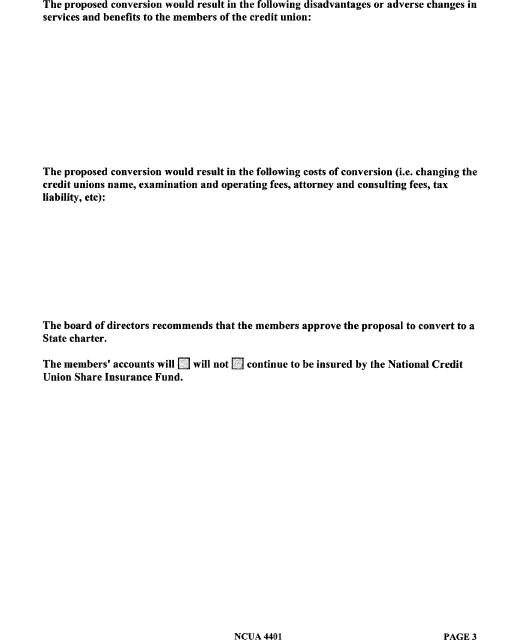 The proposed conversion would result in the following disadvantages or adverse changes in
services and benefits to the members of the credit union:
The proposed conversion would result in the following costs of conversion (i.e. changing the
credit unions name, examination and operating fees, attorney and consulting fees, tax
liability, etc):
The board of directors recommends that the members approve the proposal to convert to a
State charter.
The members' accounts will will not continue to be insured by the National Credit
Union Share Insurance Fund.
NCUA 4401 PAGE 3